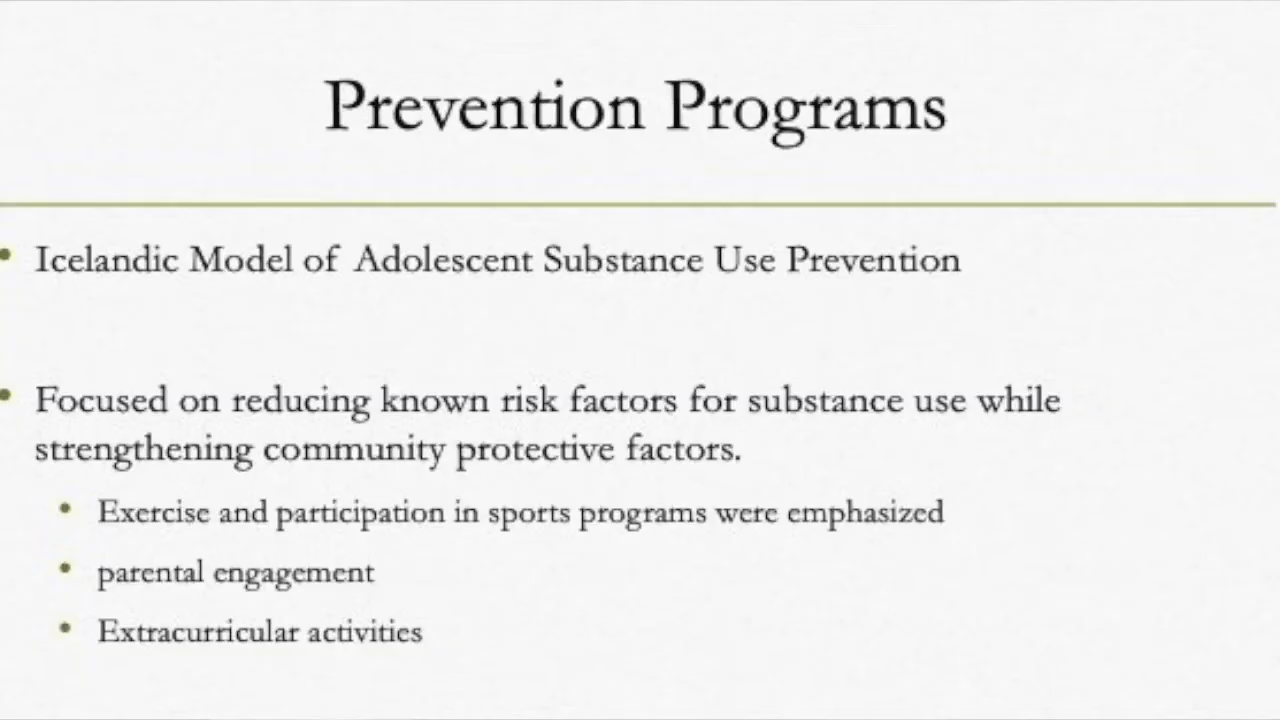 Prevention Programs
• Icelandic Model of Adolescent Substance Use Prevention
• Focused on reducing known risk factors for substance use while
strengthening community protective factors.
• Exercise and participation in sports programs were emphasized
• parental engagement
• Extracurricular activities